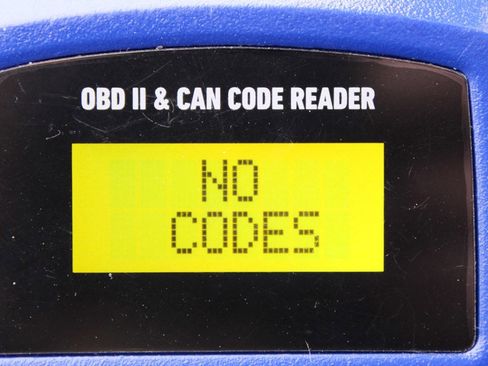 OBD II & CAN CODE READER
NO
CODES